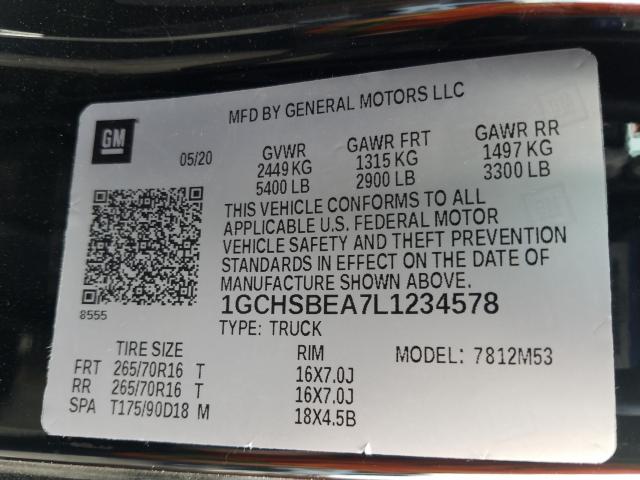 MFD BY GENERAL MOTORS LLC
GM
05/20
GVWR GAWR FRT GAWR RR
2449 KG 1315 KG 1497 KG
5400 LB 2900 LB 3300 LB
THIS VEHICLE CONFORMS TO ALL
APPLICABLE U.S. FEDERAL MOTOR
VEHICLE SAFETY AND THEFT PREVENTION
STANDARDS IN EFFECT ON THE DATE OF
MANUFACTURE SHOWN ABOVE.
8555
1GCHSBEA7L1234578
TYPE: TRUCK
TIRE SIZE RIM MODEL: 7812M53
FRT 265/70R16 T 16X7.0J
RR 265/70R16 T 16X7.0J
SPA T175/90D18 M 18X4.5B